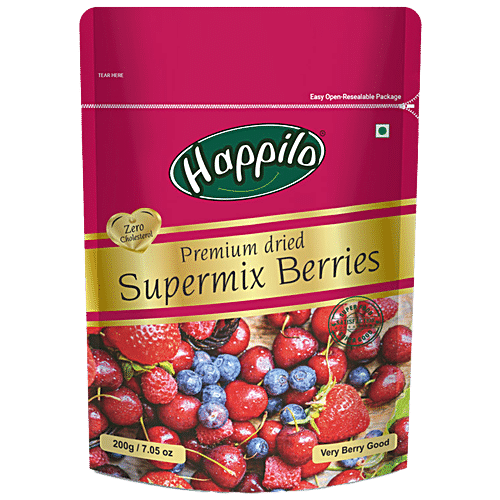 TEAR HERE
Easy Open-Resealable Package
Happilo®
Zero
Cholesterol
Premium dried
Supermix Berries
200g / 7.05 oz
Very Berry Good